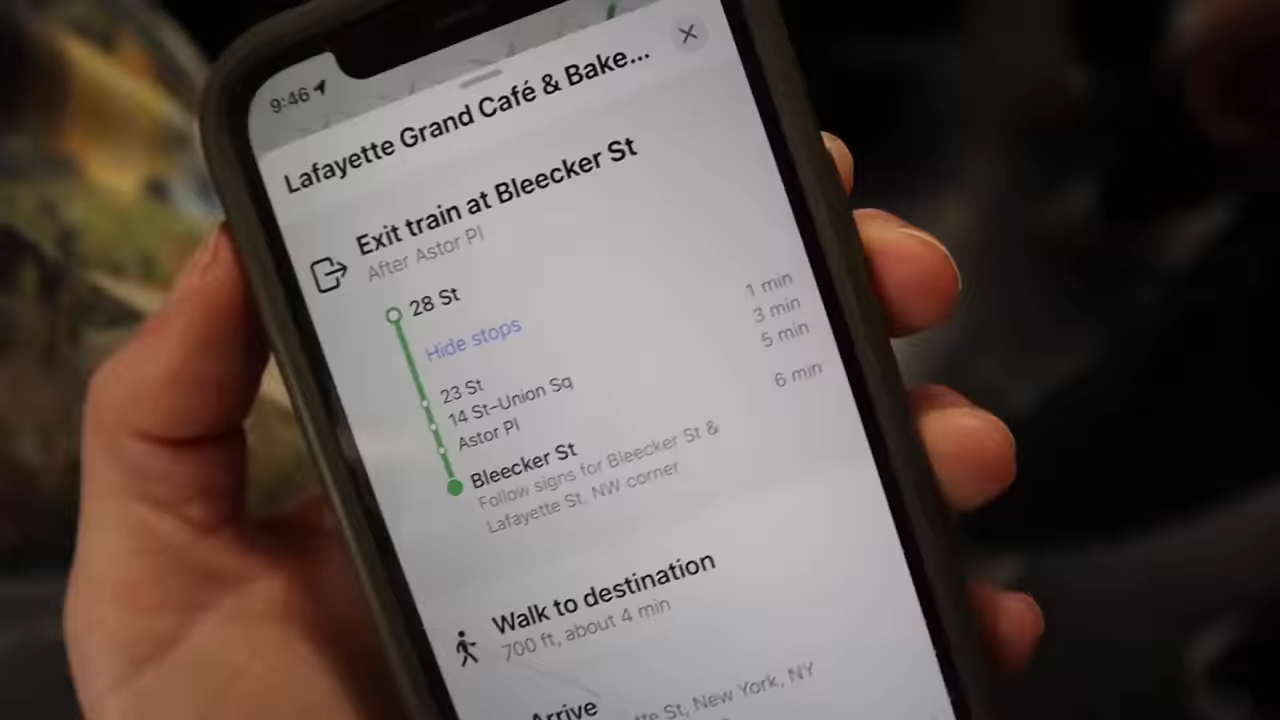 9:46
Lafayette Grand Café & Bake...
Exit train at Bleecker St
After Astor Pl
28 St
Hide stops
23 St 1 min
14 St–Union Sq 3 min
Astor Pl 5 min
Bleecker St 6 min
Follow signs for Bleecker St &
Lafayette St, NW corner
Walk to destination
700 ft, about 4 min
Arrive
St, New York, NY